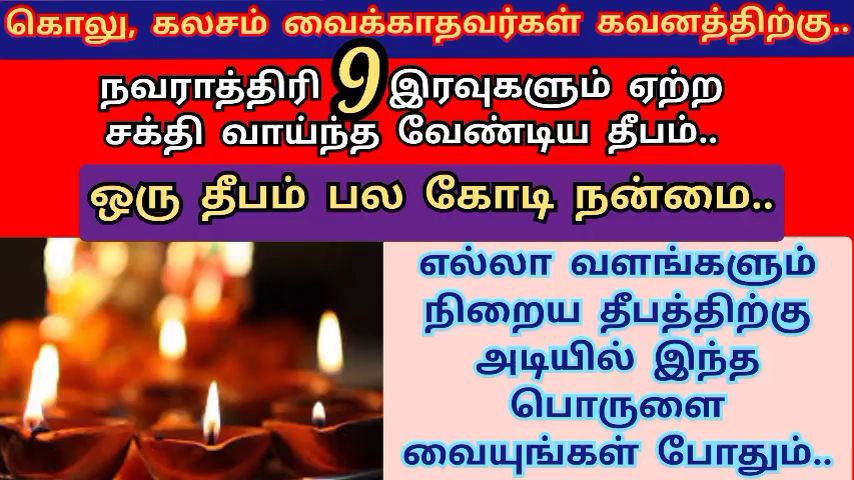 கொலு, கலசம் வைக்காதவர்கள் கவனத்திற்கு..
நவராத்திரி 9 இரவுகளும் ஏற்ற
சக்தி வாய்ந்த வேண்டிய தீபம்..
ஒரு தீபம் பல கோடி நன்மை..
எல்லா வளங்களும்
நிறைய தீபத்திற்கு
அடியில் இந்த
பொருளை
வையுங்கள் போதும்..